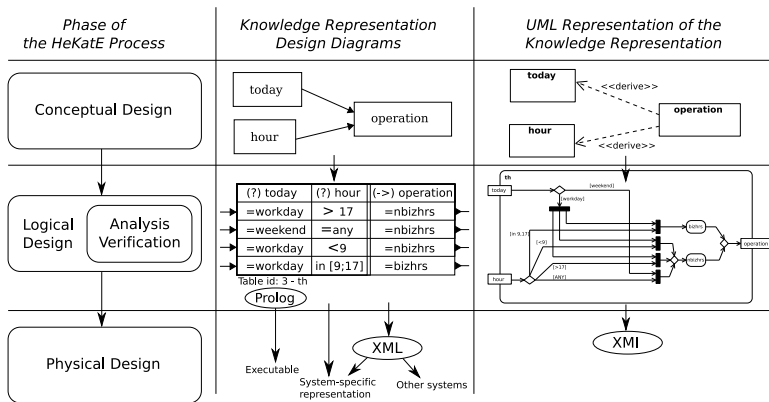 Phase of
the HeKatE Process
Knowledge Representation
Design Diagrams
UML Representation of the
Knowledge Representation
Conceptual Design
today
hour
operation
today
<<derive>>
operation
hour
<<derive>>
Logical
Design
Analysis
Verification
(?) today (?) hour (->) operation
=workday > 17 =nbizhrs
=weekend =any =nbizhrs
=workday <9 =nbizhrs
=workday in [9;17] =bizhrs
Table id: 3 - th
Prolog
th
today
[weekend]
[workday]
[in 9;17]
[<9]
bizhrs
operation
nbizhrs
hour
[>17]
[ANY]
Physical Design
XML
Executable
System-specific
representation
Other systems
XMI